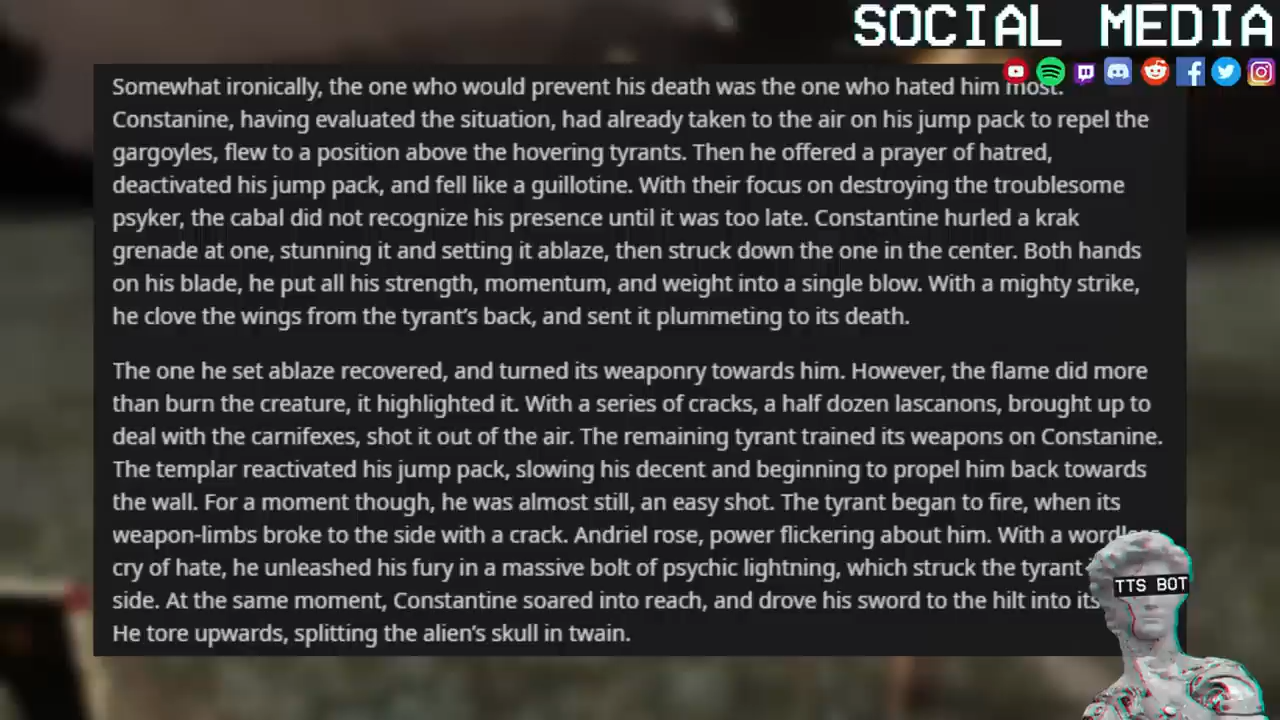 SOCIAL MEDIA
Somewhat ironically, the one who would prevent his death was the one who hated him most.
Constanine, having evaluated the situation, had already taken to the air on his jump pack to repel the
gargoyles, flew to a position above the hovering tyrants. Then he offered a prayer of hatred,
deactivated his jump pack, and fell like a guillotine. With their focus on destroying the troublesome
psyker, the cabal did not recognize his presence until it was too late. Constantine hurled a krak
grenade at one, stunning it and setting it ablaze, then struck down the one in the center. Both hands
on his blade, he put all his strength, momentum, and weight into a single blow. With a mighty strike,
he clove the wings from the tyrant’s back, and sent it plummeting to its death.
The one he set ablaze recovered, and turned its weaponry towards him. However, the flame did more
than burn the creature, it highlighted it. With a series of cracks, a half dozen lascanons, brought up to
deal with the carnifexes, shot it out of the air. The remaining tyrant trained its weapons on Constanine.
The templar reactivated his jump pack, slowing his decent and beginning to propel him back towards
the wall. For a moment though, he was almost still, an easy shot. The tyrant began to fire, when its
weapon-limbs broke to the side with a crack. Andriel rose, power flickering about him. With a
cry of hate, he unleashed his fury in a massive bolt of psychic lightning, which struck the tyrant
side. At the same moment, Constantine soared into reach, and drove his sword to the hilt into its
He tore upwards, splitting the alien’s skull in twain.
TTS BOT